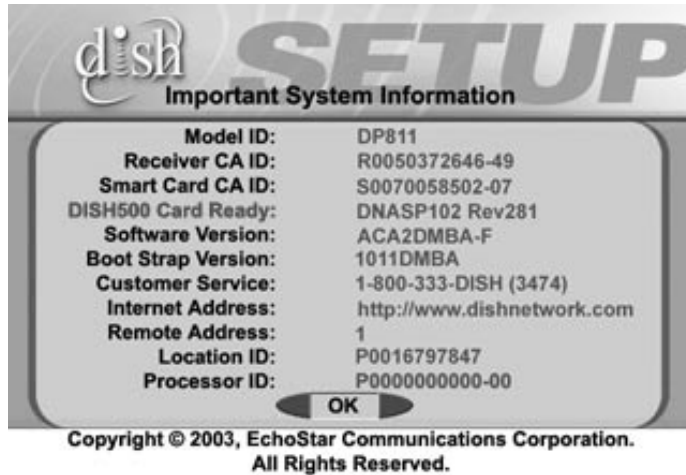 dish
SETUP
Important System Information
Model ID: DP811
Receiver CA ID: R0050372646-49
Smart Card CA ID: S0070058502-07
DISH500 Card Ready: DNASP102 Rev281
Software Version: ACA2DMBA-F
Boot Strap Version: 1011DMBA
Customer Service: 1-800-333-DISH (3474)
Internet Address: http://www.dishnetwork.com
Remote Address: 1
Location ID: P0016797847
Processor ID: P0000000000-00
OK
Copyright © 2003, EchoStar Communications Corporation.
All Rights Reserved.